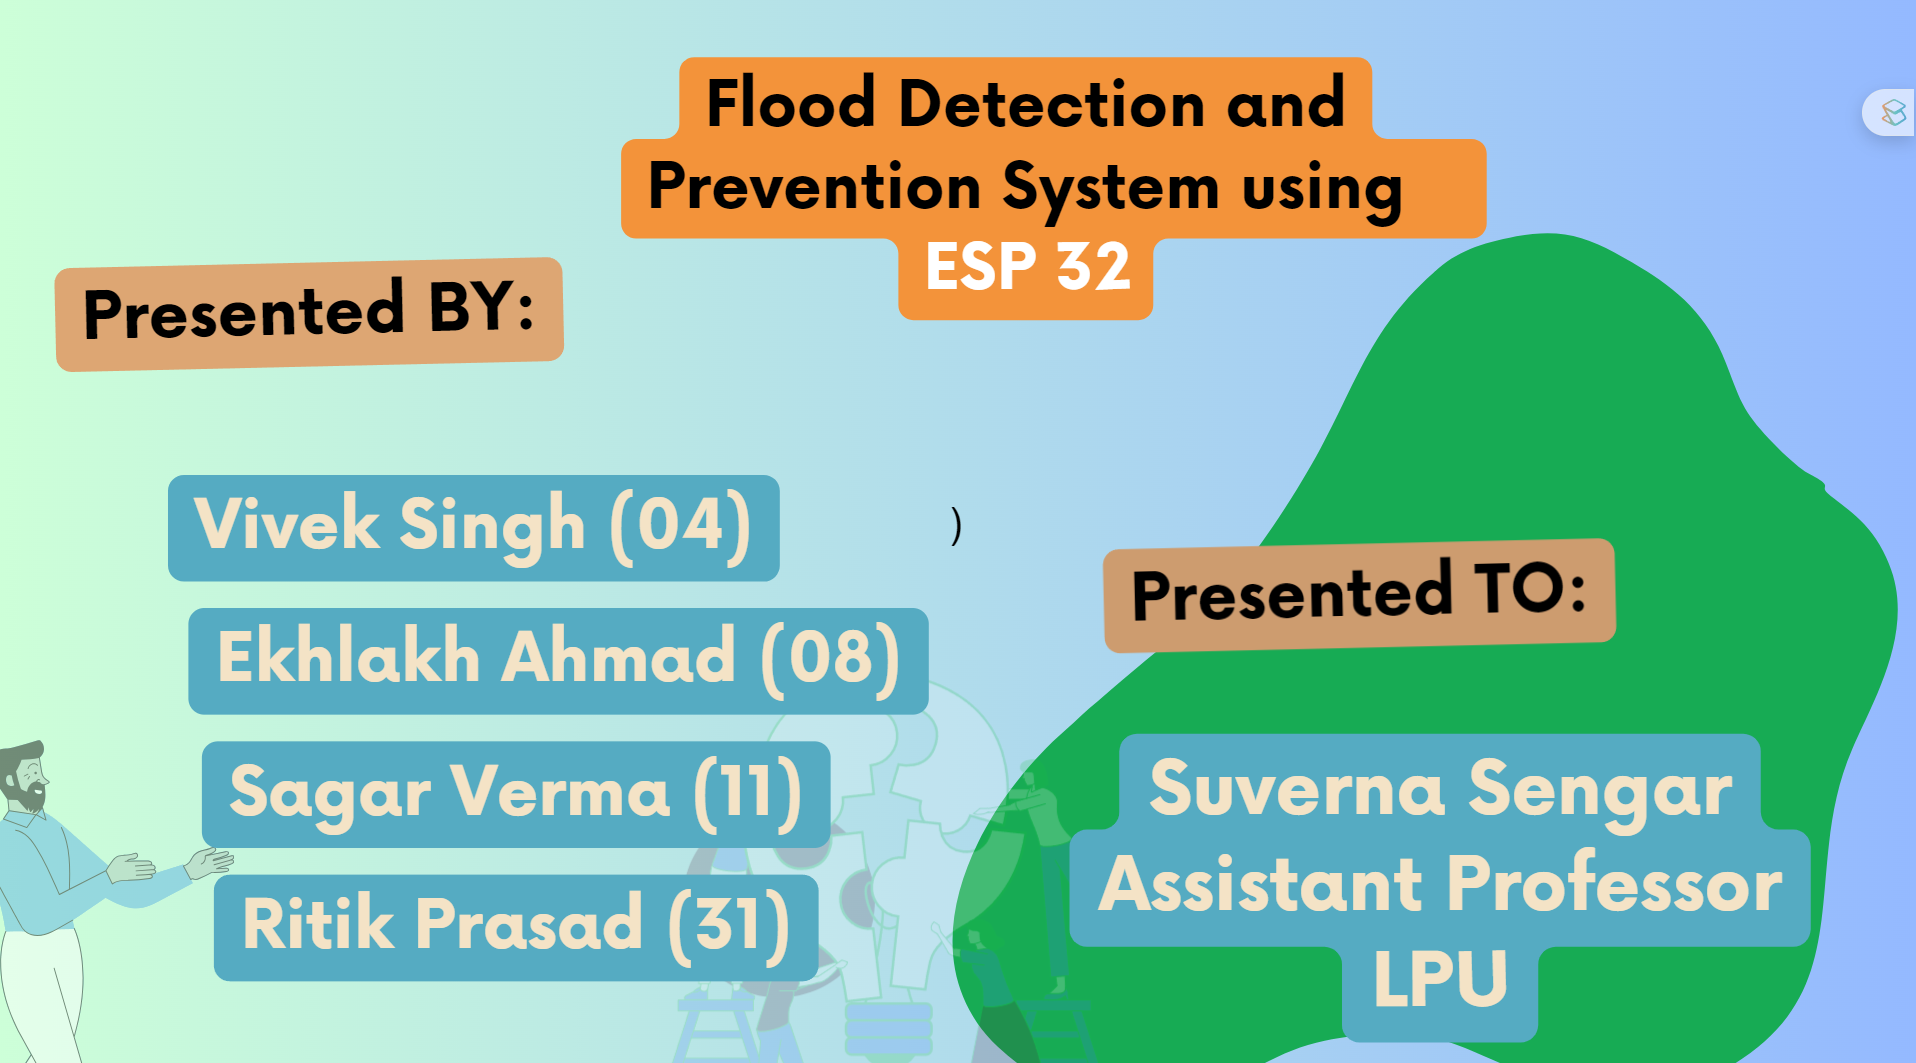 Flood Detection and
Prevention System using
ESP 32
Presented BY:
Vivek Singh (04)
)
Ekhlakh Ahmad (08)
Sagar Verma (11)
Ritik Prasad (31)
Presented TO:
Suverna Sengar
Assistant Professor
LPU